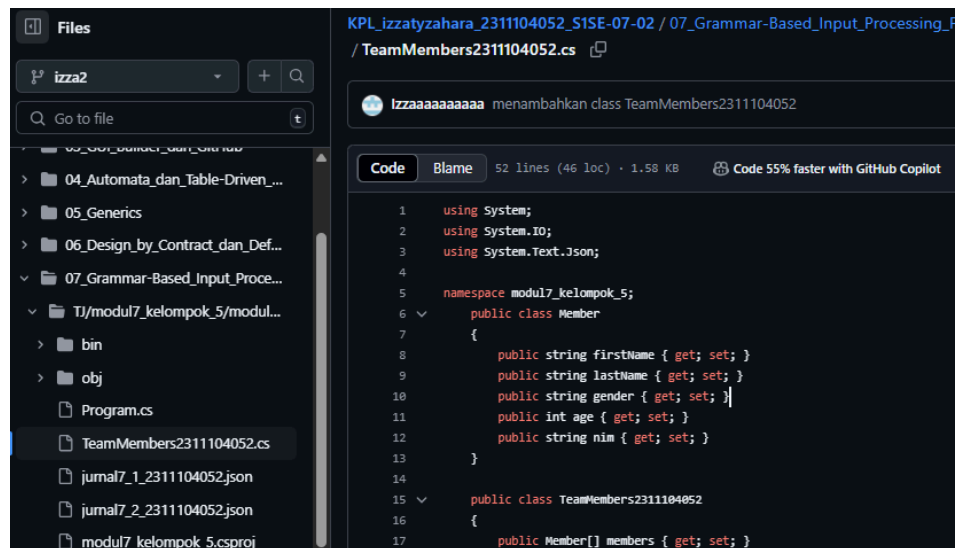 Files
izza2
Go to file
t
04_Automata_dan_Table-Driven_...
05_Generics
06_Design_by_Contract_dan_Def...
07_Grammar-Based_Input_Proce...
TJ/modul7_kelompok_5/modul...
bin
obj
Program.cs
TeamMembers2311104052.cs
jurnal7_1_2311104052.json
jurnal7_2_2311104052.json
modul7_kelompok_5.csproj
KPL_izzatyzahara_2311104052_S1SE-07-02 / 07_Grammar-Based_Input_Processing_
/ TeamMembers2311104052.cs
Izzaaaaaaaaaa menambahkan class TeamMembers2311104052
Code Blame 52 lines (46 loc) · 1.58 KB Code 55% faster with GitHub Copilot
1 using System;
2 using System.IO;
3 using System.Text.Json;
4
5 namespace modul7_kelompok_5;
6 public class Member
7 {
8 public string firstName { get; set; }
9 public string lastName { get; set; }
10 public string gender { get; set; }
11 public int age { get; set; }
12 public string nim { get; set; }
13 }
14
15 public class TeamMembers2311104052
16 {
17 public Member[] members { get; set; }